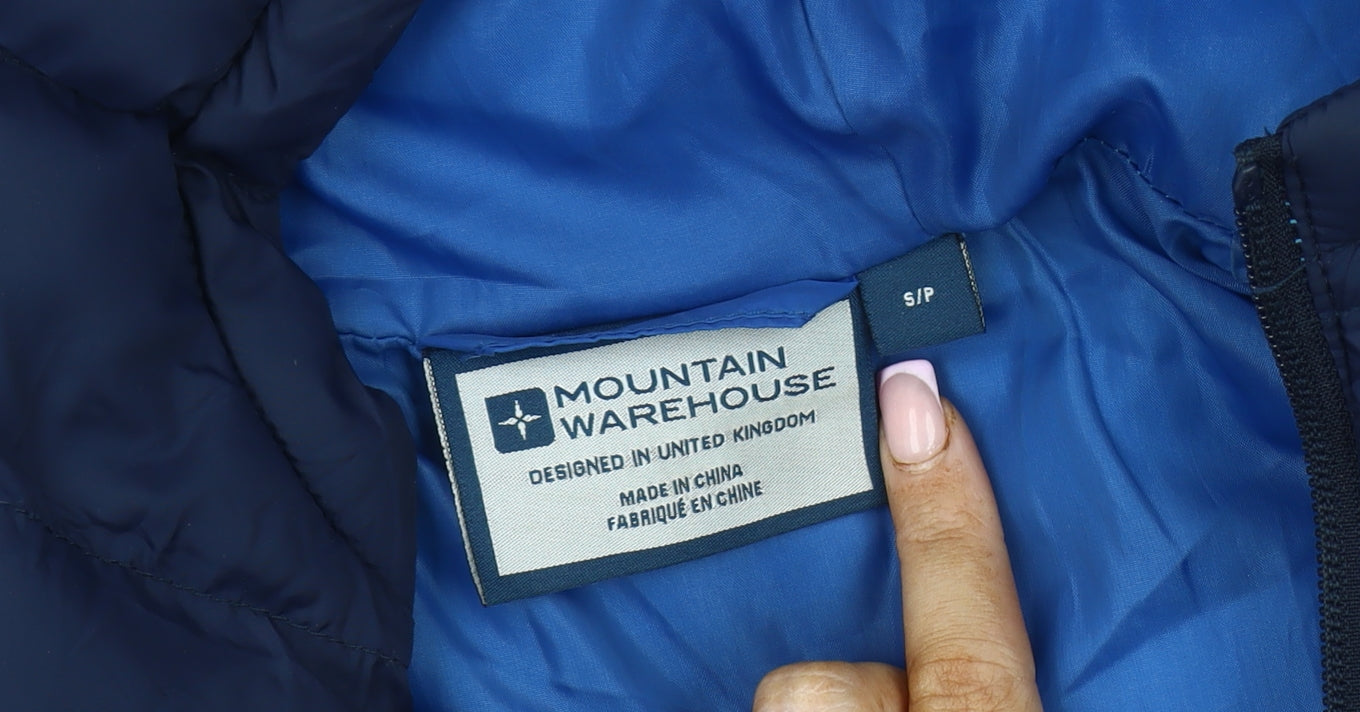 MOUNTAIN
WAREHOUSE
DESIGNED IN UNITED KINGDOM
MADE IN CHINA
FABRIQUÉ EN CHINE
S/P